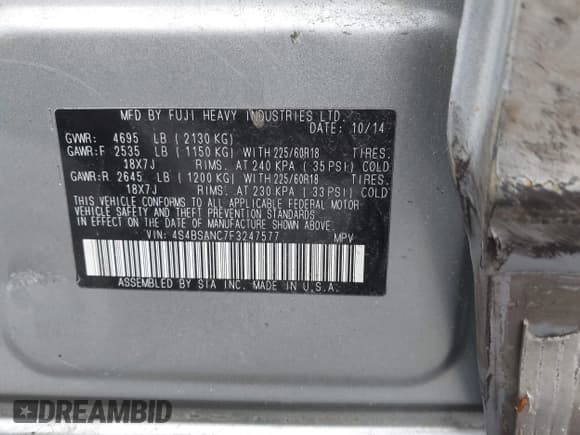 MFD BY FUJI HEAVY INDUSTRIES LTD.
DATE: 10/14
GVWR: 4695 LB ( 2130 KG)
GAWR:F 2535 LB ( 1150 KG) WITH 225/60R18 TIRES.
18X7J RIMS. AT 240 KPA ( 35 PSI) COLD
GAWR:R 2645 LB ( 1200 KG) WITH 225/60R18 TIRES.
18X7J RIMS. AT 230 KPA ( 33 PSI) COLD
THIS VEHICLE CONFORMS TO ALL APPLICABLE FEDERAL MOTOR
VEHICLE SAFETY AND THEFT PREVENTION STANDARDS
IN EFFECT ON THE DATE OF MANUFACTURE SHOWN ABOVE.
VIN: 4S4BSANC7F3247577 MPV
ASSEMBLED BY SIA INC. MADE IN U.S.A.
DREAMBID